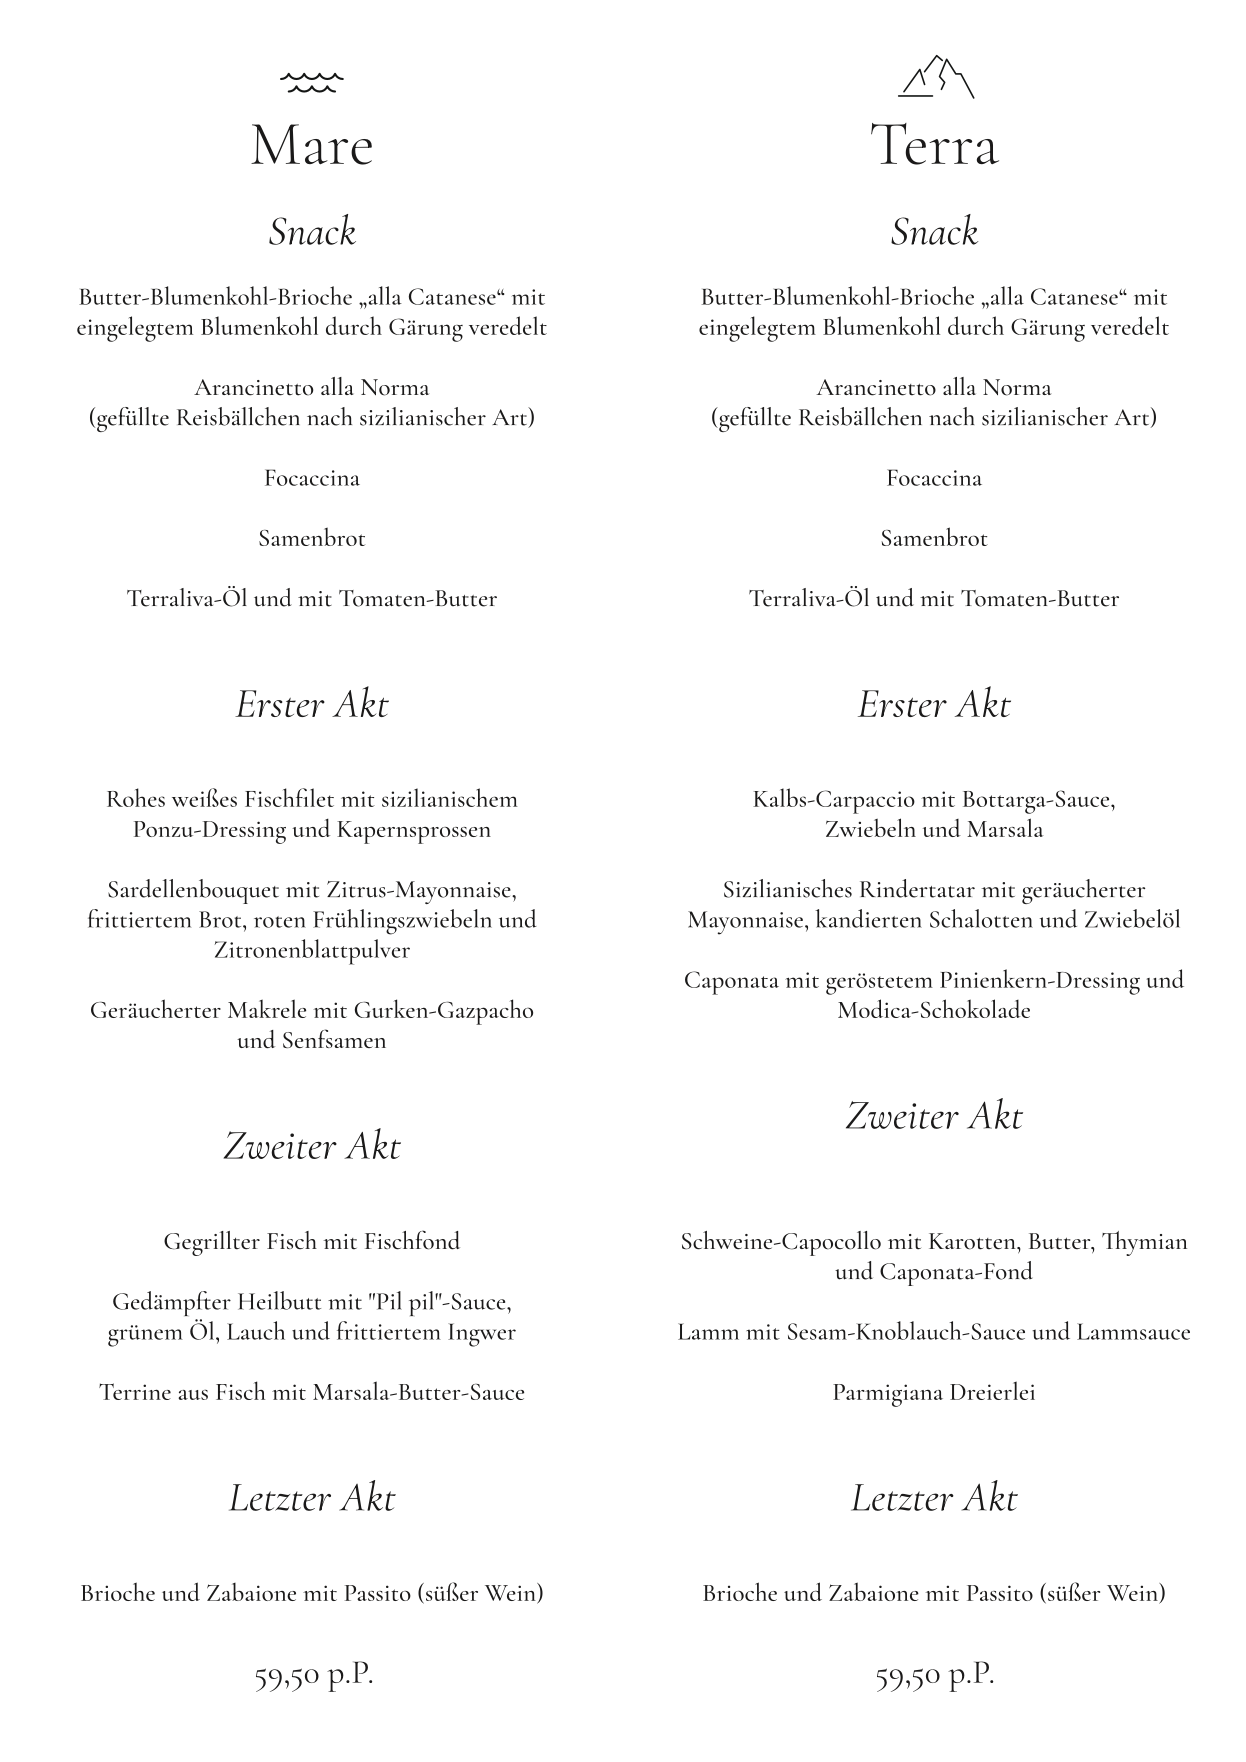 Mare
Snack
Butter-Blumenkohl-Brioche „alla Catanese“ mit
eingelegtem Blumenkohl durch Gärung veredelt
Arancinetto alla Norma
(gefüllte Reisbällchen nach sizilianischer Art)
Focaccina
Samenbrot
Terraliva-Öl und mit Tomaten-Butter
Erster Akt
Rohes weißes Fischfilet mit sizilianischem
Ponzu-Dressing und Kapernsprossen
Sardellenbouquet mit Zitrus-Mayonnaise,
frittiertem Brot, roten Frühlingszwiebeln und
Zitronenblattpulver
Geräucherter Makrele mit Gurken-Gazpacho
und Senfsamen
Zweiter Akt
Gegrillter Fisch mit Fischfond
Gedämpfter Heilbutt mit "Pil pil"-Sauce,
grünem Öl, Lauch und frittiertem Ingwer
Terrine aus Fisch mit Marsala-Butter-Sauce
Letzter Akt
Brioche und Zabaione mit Passito (süßer Wein)
59,50 p.P.
Terra
Snack
Butter-Blumenkohl-Brioche „alla Catanese“ mit
eingelegtem Blumenkohl durch Gärung veredelt
Arancinetto alla Norma
(gefüllte Reisbällchen nach sizilianischer Art)
Focaccina
Samenbrot
Terraliva-Öl und mit Tomaten-Butter
Erster Akt
Kalbs-Carpaccio mit Bottarga-Sauce,
Zwiebeln und Marsala
Sizilianisches Rindertatar mit geräucherter
Mayonnaise, kandierten Schalotten und Zwiebelöl
Caponata mit geröstetem Pinienkern-Dressing und
Modica-Schokolade
Zweiter Akt
Schweine-Capocollo mit Karotten, Butter, Thymian
und Caponata-Fond
Lamm mit Sesam-Knoblauch-Sauce und Lammsauce
Parmigiana Dreierlei
Letzter Akt
Brioche und Zabaione mit Passito (süßer Wein)
59,50 p.P.